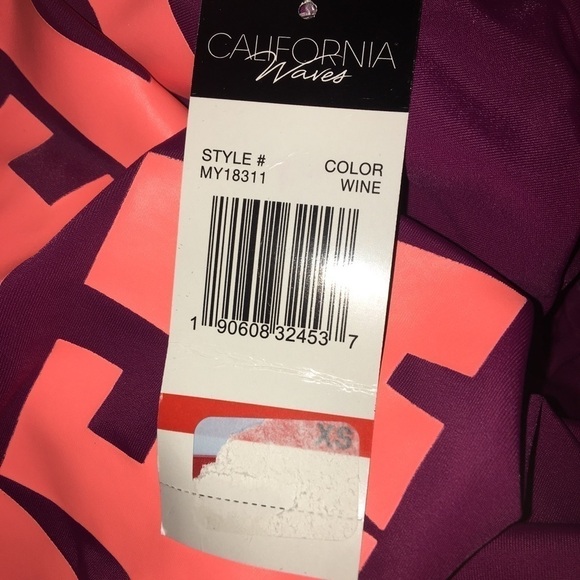 CALIFORNIA
Waves
STYLE # COLOR
MY18311 WINE
1 90608 32453 7
XS